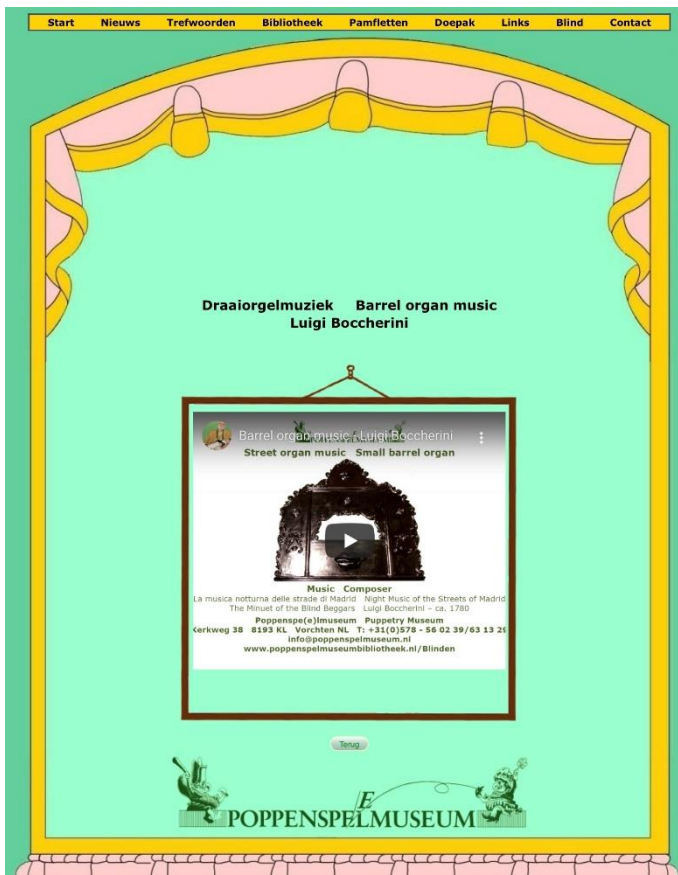 Start Nieuws Trefwoorden Bibliotheek Pamfletten Doepak Links Blind Contact
Draaiorgelmuziek Barrel organ music
Luigi Boccherini
Barrel organ music - Luigi Boccherini
Street organ music Small barrel organ
Music Composer
La musica notturna delle strade di Madrid Night Music of the Streets of Madrid
The Minuet of the Blind Beggars Luigi Boccherini – ca. 1780
Poppenspe(e)lmuseum Puppetry Museum
Kerkweg 38 8193 KL Vorchten NL T: +31(0)578 - 56 02 39/63 13 29
info@poppenspelmuseum.nl
www.poppenspelmuseumbibliotheek.nl/Blinden
Terug
E
POPPENSPELMUSEUM